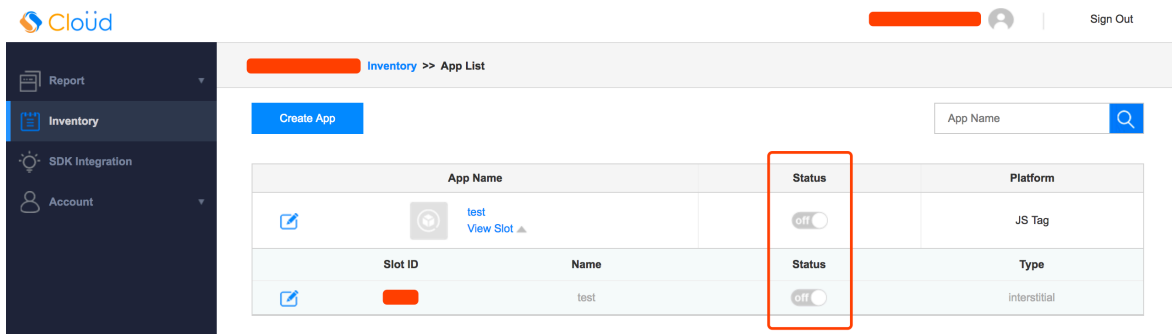 Cloüd
Sign Out
Report
Inventory
SDK Integration
Account
Inventory >> App List
Create App
App Name
App Name Status Platform
test
View Slot
off
JS Tag
Slot ID Name Status Type
test off interstitial